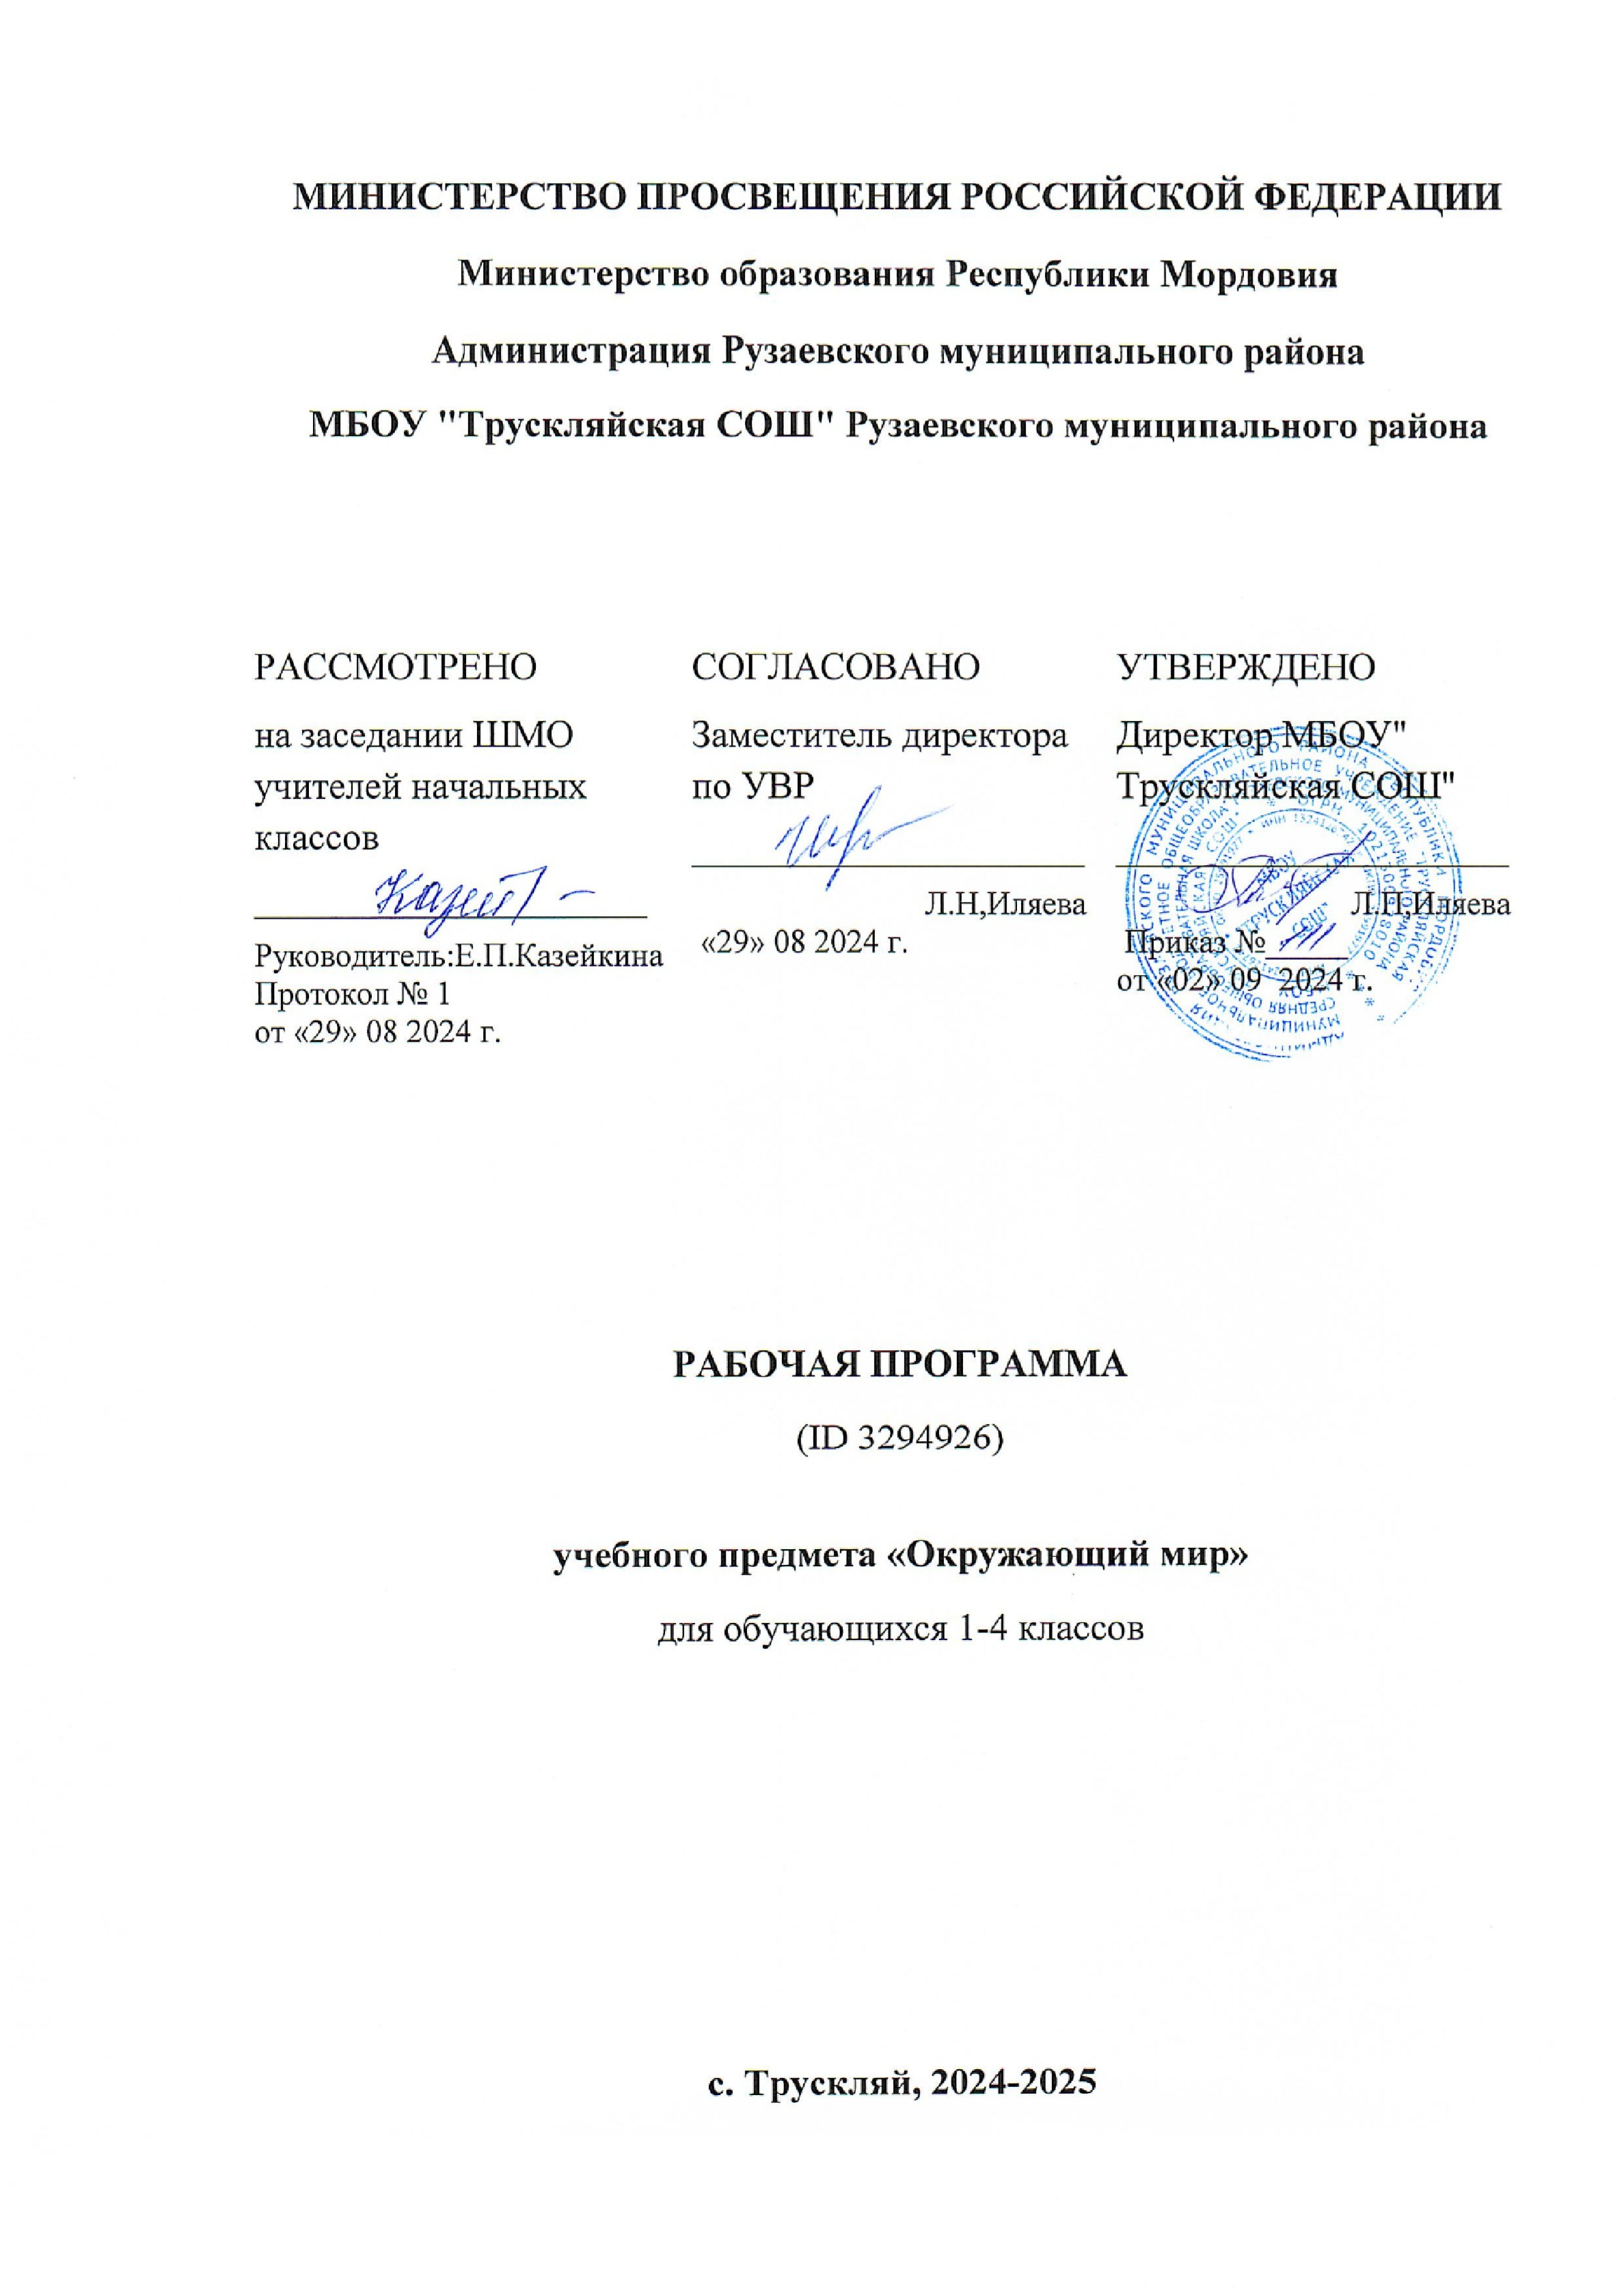 МИНИСТЕРСТВО ПРОСВЕЩЕНИЯ РОССИЙСКОЙ ФЕДЕРАЦИИ
Министерство образования Республики Мордовия
Администрация Рузаевского муниципального района
МБОУ "Трускляйская СОШ" Рузаевского муниципального района
РАССМОТРЕНО
на заседании ШМО
учителей начальных
классов
Руководитель:Е.П.Казейкина
Протокол № 1
от «29» 08 2024 г.
СОГЛАСОВАНО
Заместитель директора
по УВР
Л.Н,Иляева
«29» 08 2024 г.
УТВЕРЖДЕНО
Директор МБОУ"
Трускляйская СОШ"
Л.П,Иляева
Приказ №
от «02» 09 2024 г.
РАБОЧАЯ ПРОГРАММА
(ID 3294926)
учебного предмета «Окружающий мир»
для обучающихся 1-4 классов
с. Трускляй, 2024-2025